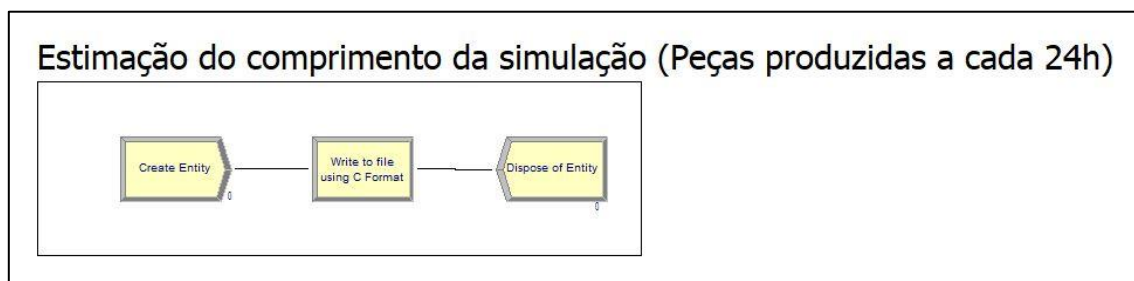 Estimação do comprimento da simulação (Peças produzidas a cada 24h)
Create Entity
Write to file
using C Format
Dispose of Entity
0
0